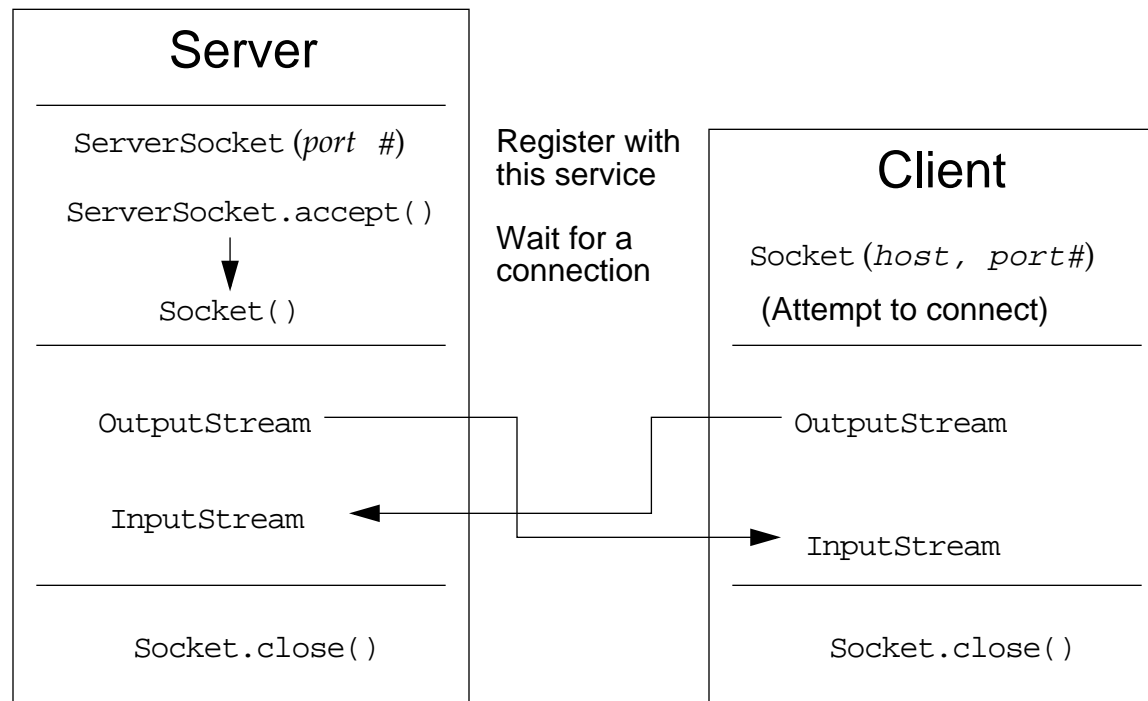 Server
ServerSocket (port #)
ServerSocket.accept()
Socket()
OutputStream
InputStream
Socket.close()
Register with
this service
Wait for a
connection
Client
Socket (host, port#)
(Attempt to connect)
OutputStream
InputStream
Socket.close()